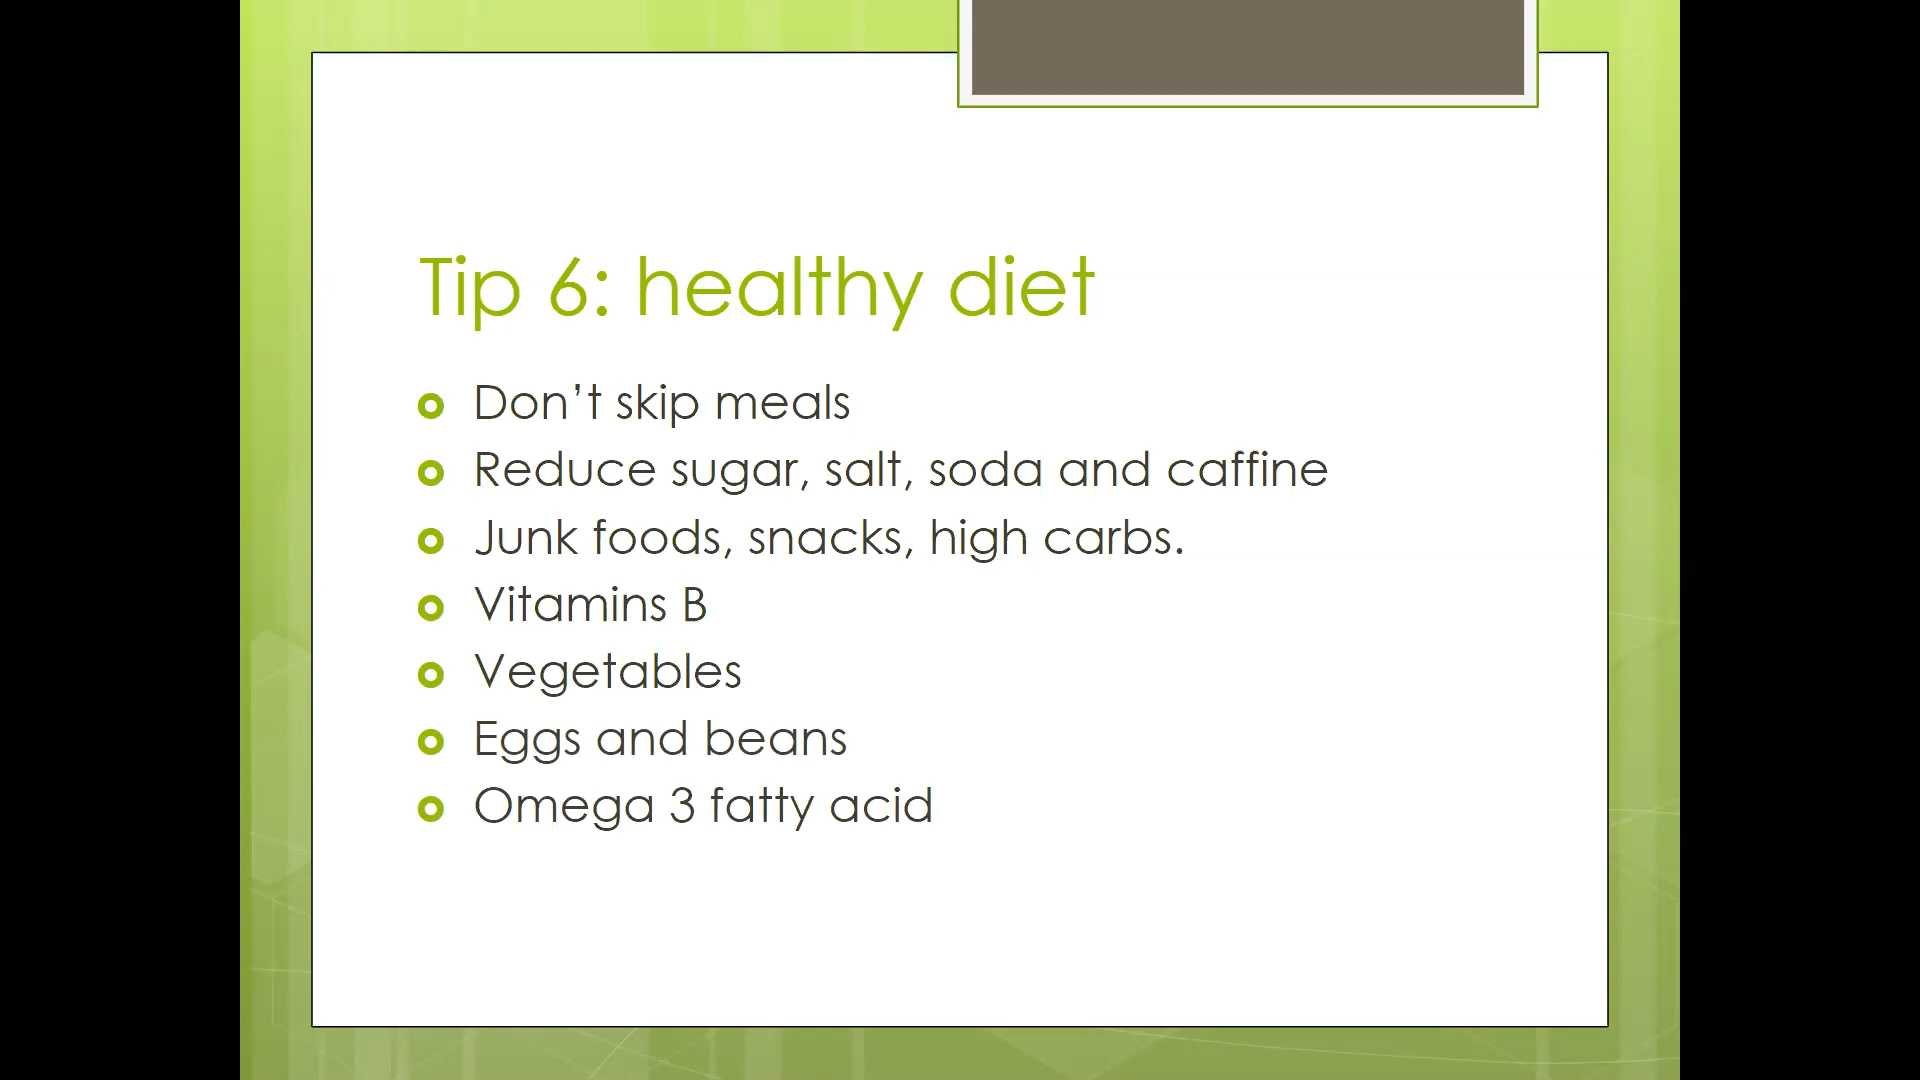 Tip 6: healthy diet
Don’t skip meals
Reduce sugar, salt, soda and caffine
Junk foods, snacks, high carbs.
Vitamins B
Vegetables
Eggs and beans
Omega 3 fatty acid